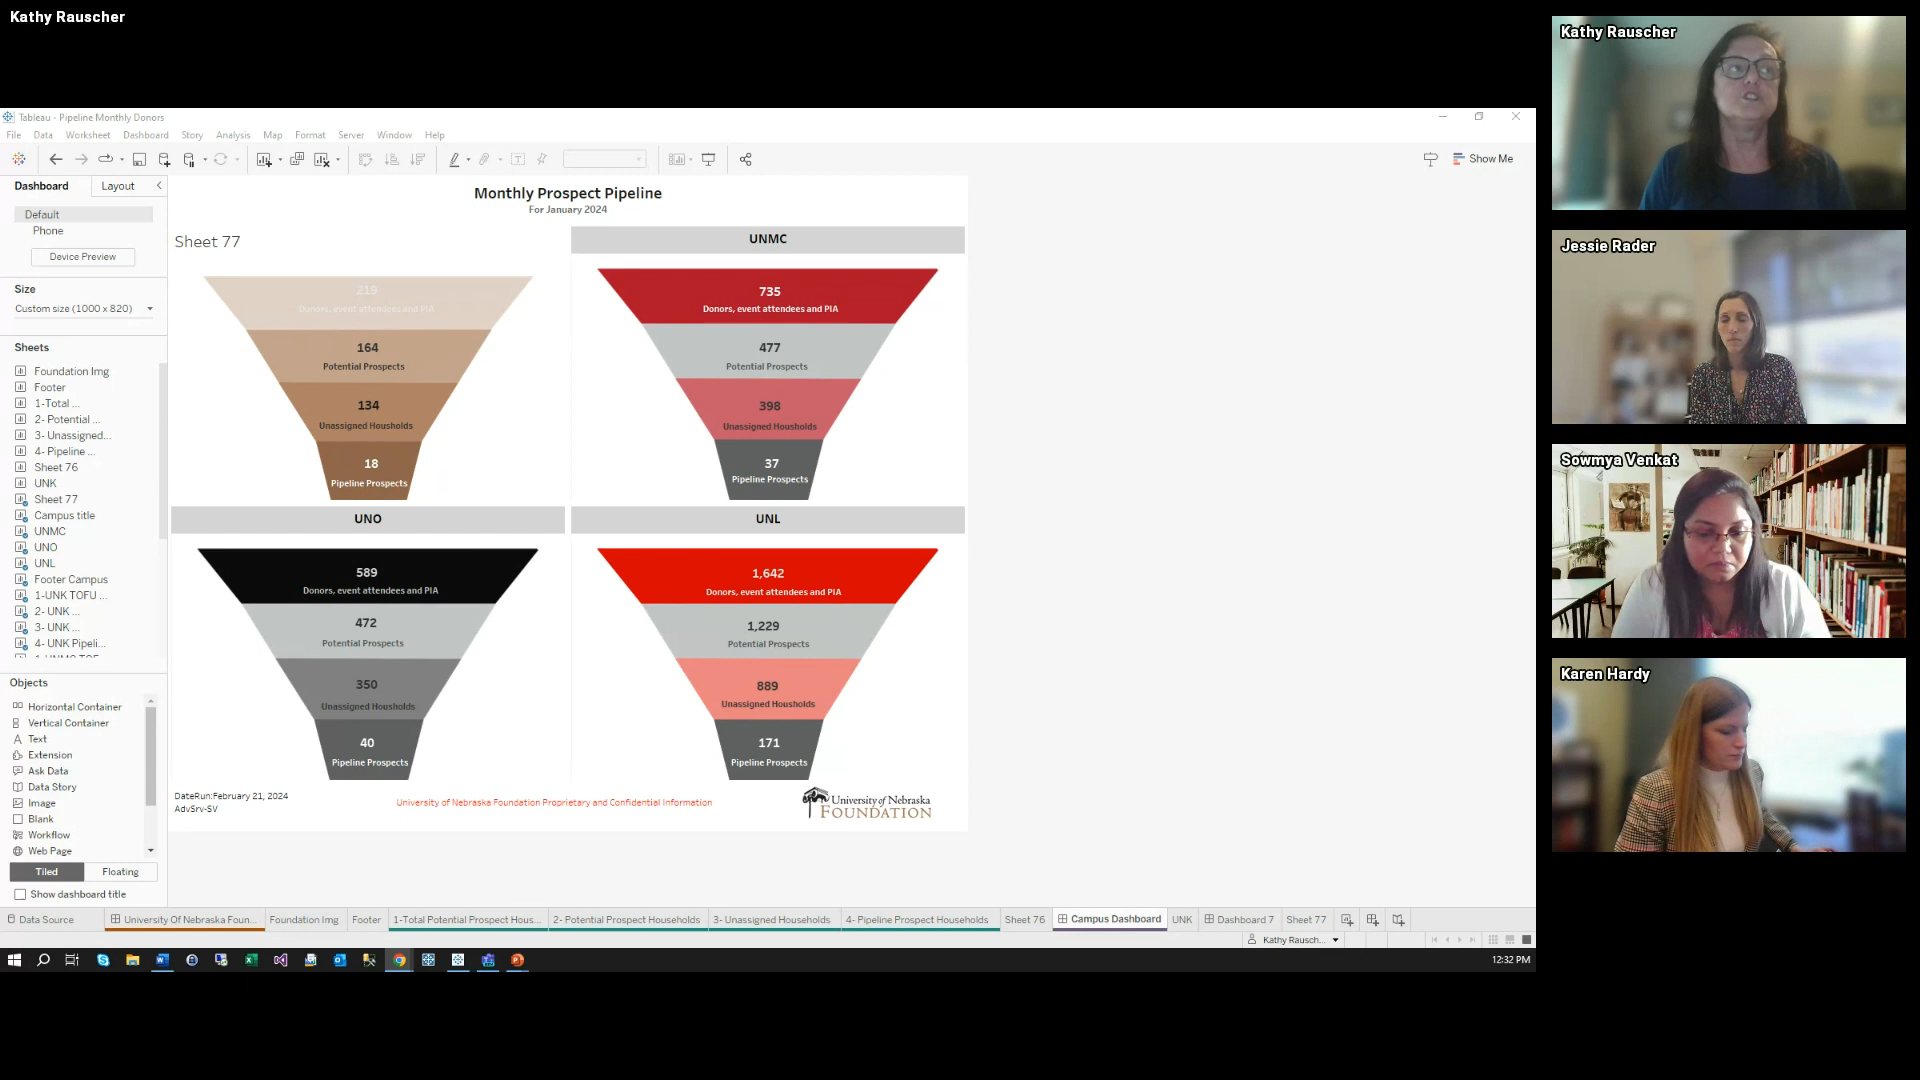 Kathy Rauscher
Tableau - Pipeline Monthly Donors
File Data Worksheet Dashboard Story Analysis Map Format Server Window Help
Show Me
Dashboard Layout
Default
Phone
Device Preview
Size
Custom size (1000 x 820)
Sheets
Foundation Img
Footer
1-Total ...
2- Potential ...
3- Unassigned...
4- Pipeline ...
Sheet 76
UNK
Sheet 77
Campus title
UNMC
UNO
UNL
Footer Campus
1-UNK TOFU ...
2- UNK ...
3- UNK ...
4- UNK Pipeli...
Objects
Horizontal Container
Vertical Container
Text
Extension
Ask Data
Data Story
Image
Blank
Workflow
Web Page
Tiled Floating
Show dashboard title
Monthly Prospect Pipeline
For January 2024
Sheet 77
219
Donors, event attendees and PIA
164
Potential Prospects
134
Unassigned Housholds
18
Pipeline Prospects
UNMC
735
Donors, event attendees and PIA
477
Potential Prospects
398
Unassigned Housholds
37
Pipeline Prospects
UNO
589
Donors, event attendees and PIA
472
Potential Prospects
350
Unassigned Housholds
40
Pipeline Prospects
UNL
1,642
Donors, event attendees and PIA
1,229
Potential Prospects
889
Unassigned Housholds
171
Pipeline Prospects
DateRun:February 21, 2024
AdvSrv-SV
University of Nebraska Foundation Proprietary and Confidential Information
University of Nebraska
FOUNDATION
Data Source University Of Nebraska Foun... Foundation Img Footer 1-Total Potential Prospect Hous... 2- Potential Prospect Households 3- Unassigned Households 4- Pipeline Prospect Households Sheet 76 Campus Dashboard UNK Dashboard 7 Sheet 77
Kathy Rausch...
12:32 PM
Kathy Rauscher
Jessie Rader
Sowmya Venkat
Karen Hardy